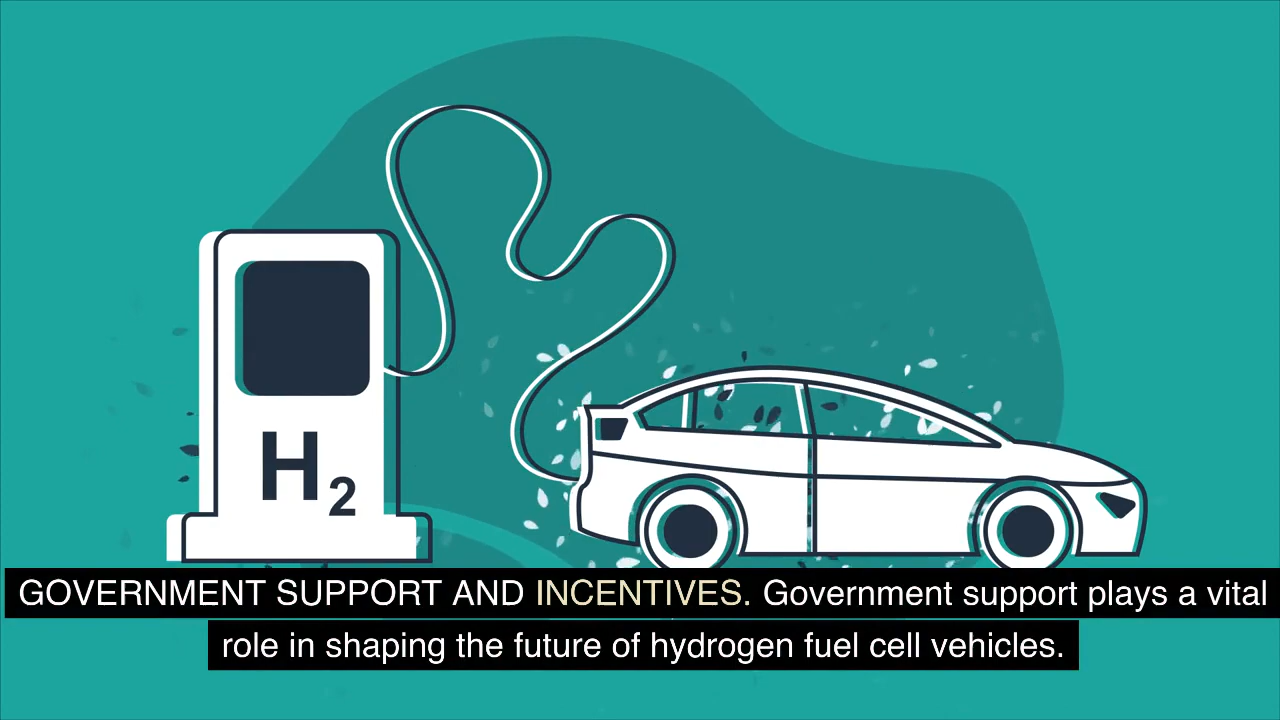 H2
GOVERNMENT SUPPORT AND INCENTIVES. Government support plays a vital
role in shaping the future of hydrogen fuel cell vehicles.